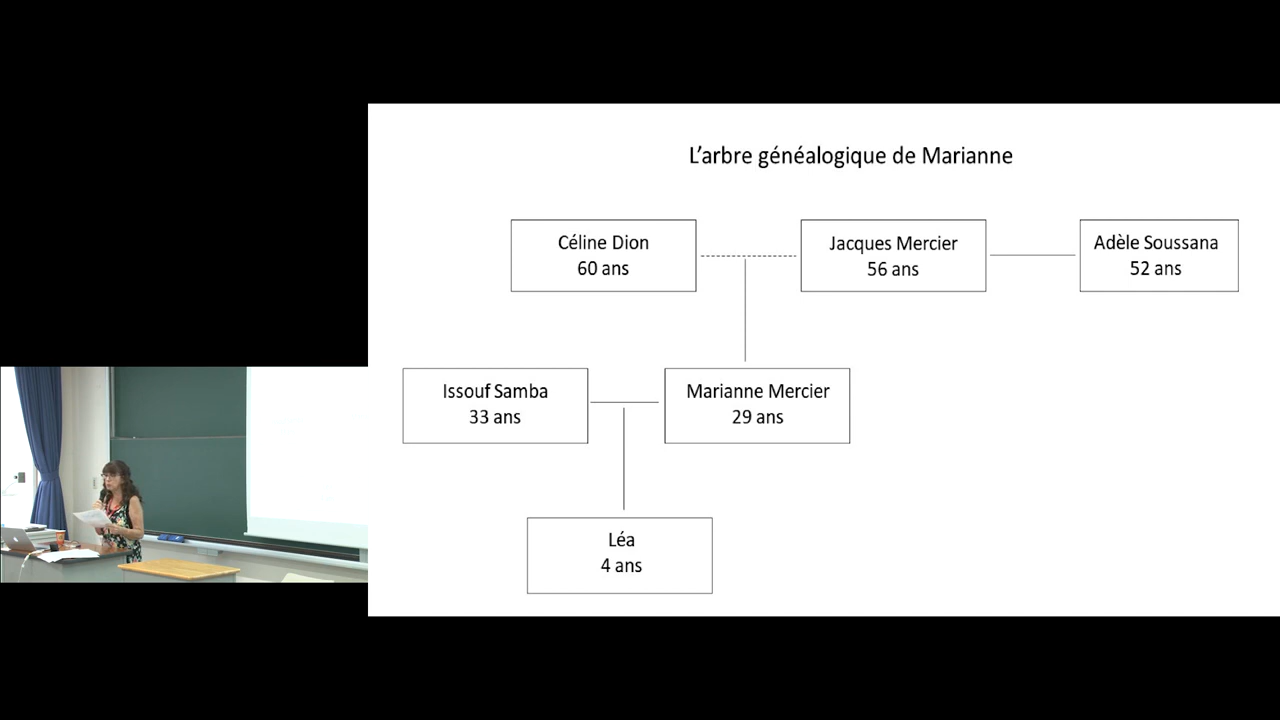 L'arbre généalogique de Marianne
Céline Dion
60 ans
Jacques Mercier
56 ans
Adèle Soussana
52 ans
Issouf Samba
33 ans
Marianne Mercier
29 ans
Léa
4 ans